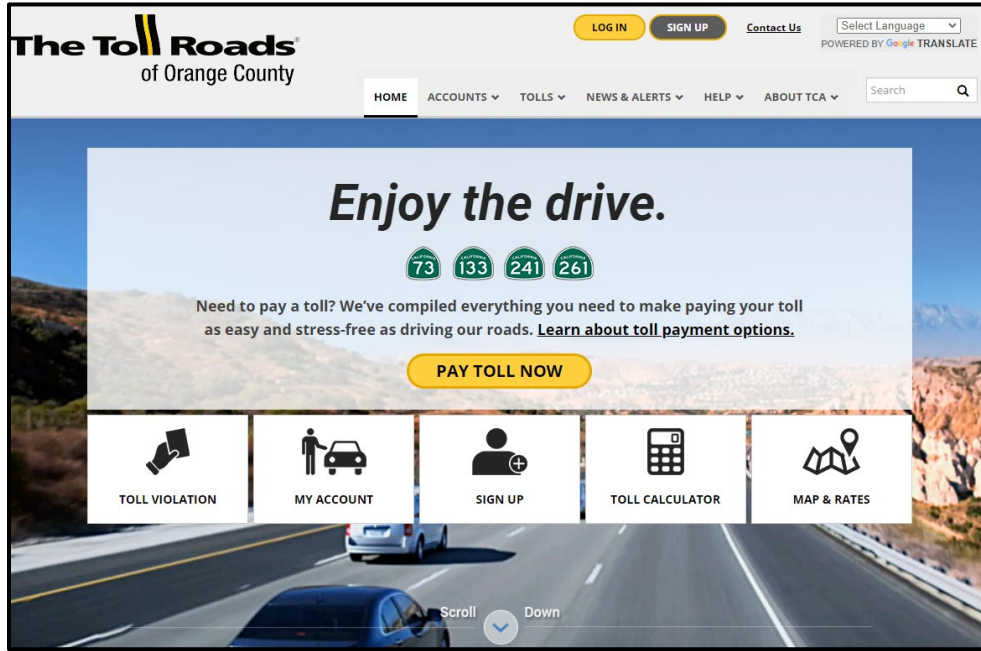 The Toll Roads®
of Orange County
LOG IN
SIGN UP
Contact Us
Select Language
POWERED BY Google TRANSLATE
HOME
ACCOUNTS
TOLLS
NEWS & ALERTS
HELP
ABOUT TCA
Search
Enjoy the drive.
CALIFORNIA 73
CALIFORNIA 133
CALIFORNIA 241
CALIFORNIA 261
Need to pay a toll? We've compiled everything you need to make paying your toll
as easy and stress-free as driving our roads. Learn about toll payment options.
PAY TOLL NOW
TOLL VIOLATION
MY ACCOUNT
SIGN UP
TOLL CALCULATOR
MAP & RATES
Scroll Down